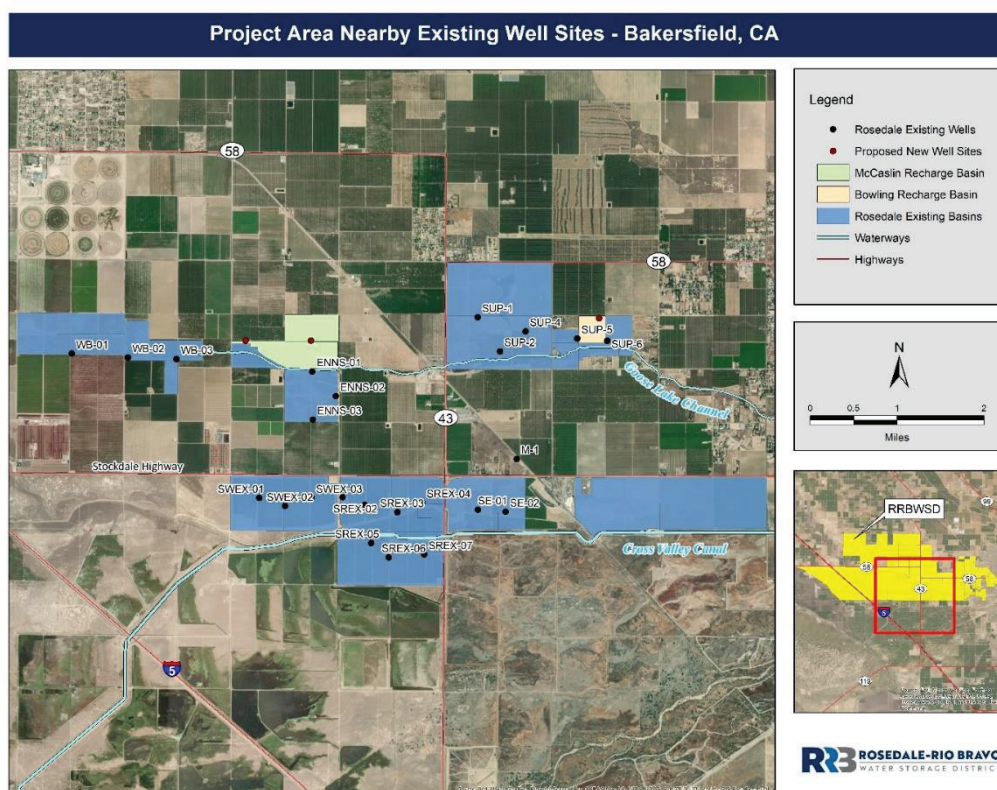 Project Area Nearby Existing Well Sites - Bakersfield, CA
58
58
SUP-1
SUP-4
SUP-5
SUP-2
SUP-6
WB-01
WB-02
WB-03
ENNS-01
ENNS-02
ENNS-03
Goose Lake Channel
43
M-1
Stockdale Highway
SWEX-01
SWEX-02
SWEX-03
SREX-02
SREX-03
SREX-04
SE-01
SE-02
SREX-05
SREX-06
SREX-07
Cross Valley Canal
5
Legend
Rosedale Existing Wells
Proposed New Well Sites
McCaslin Recharge Basin
Bowling Recharge Basin
Rosedale Existing Basins
Waterways
Highways
N
0 0.5 1 2
Miles
RRBWSD
99
58
58
43
5
119
RRB ROSEDALE-RIO BRAVO
WATER STORAGE DISTRICT